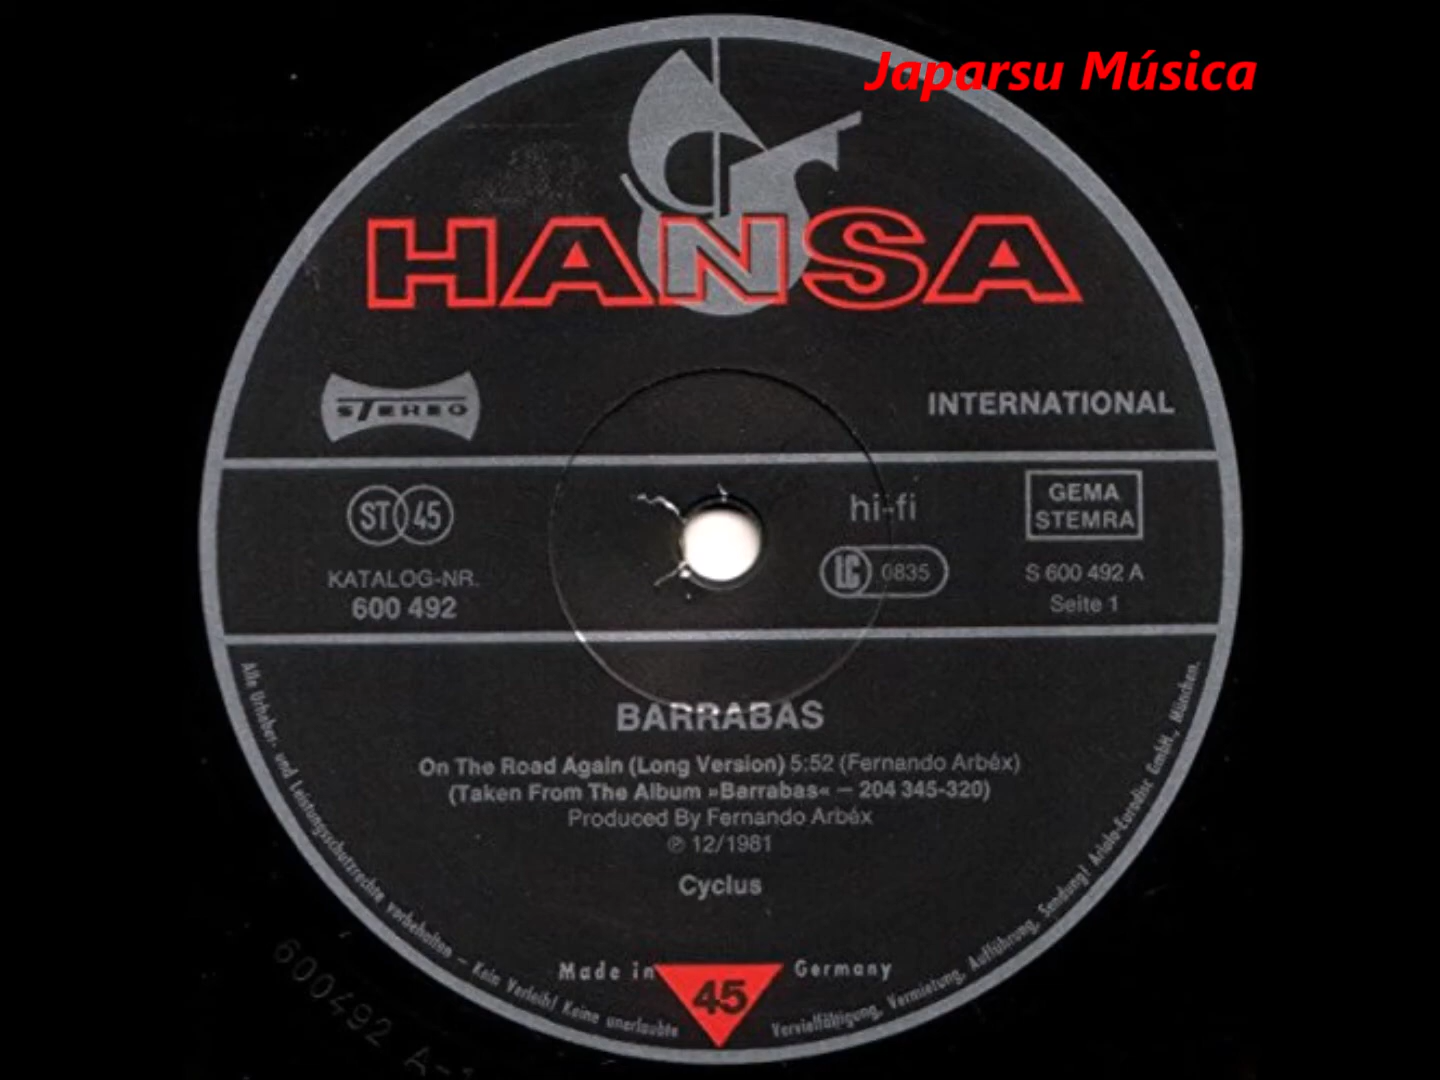 Japarsu Música
HANSA
STEREO
INTERNATIONAL
ST 45
KATALOG-NR.
600 492
hi-fi
LC 0835
GEMA
STEMRA
S 600 492 A
Seite 1
BARRABAS
On The Road Again (Long Version) 5:52 (Fernando Arbéx)
(Taken From The Album »Barrabas« – 204 345-320)
Produced By Fernando Arbéx
℗ 12/1981
Cyclus
Made in 45 Germany
Alle Urheber- und Leistungsschutzrechte vorbehalten – Kein Verleih! Keine unerlaubte Vervielfältigung, Vermietung, Aufführung, Sendung! Ariola-Eurodisc GmbH., München.
600492 A-1